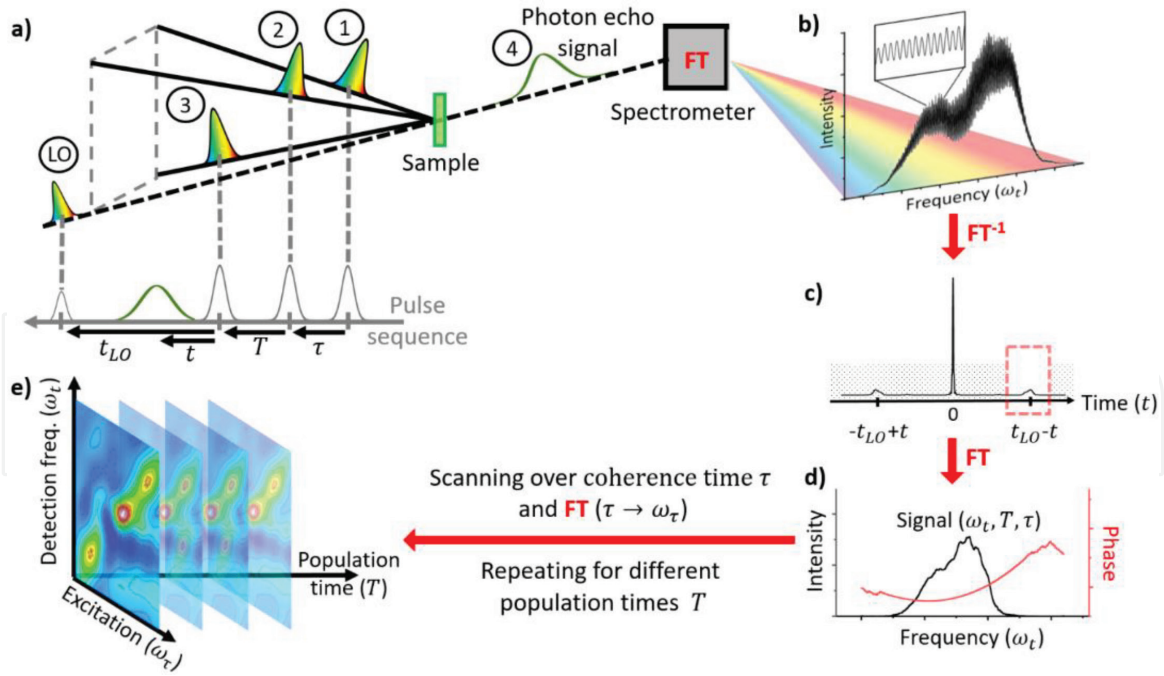 a)
1
2
3
LO
4
Photon echo
signal
FT
Spectrometer
Sample
Pulse
sequence
t_LO
t
T
τ
b)
Intensity
Frequency (ω_t)
FT⁻¹
c)
Time (t)
-t_LO+t
0
t_LO-t
FT
d)
Signal (ω_t, T, τ)
Intensity
Phase
Frequency (ω_t)
Scanning over coherence time τ
and FT (τ → ω_τ)
Repeating for different
population times T
e)
Detection freq. (ω_t)
Population
time (T)
Excitation (ω_τ)